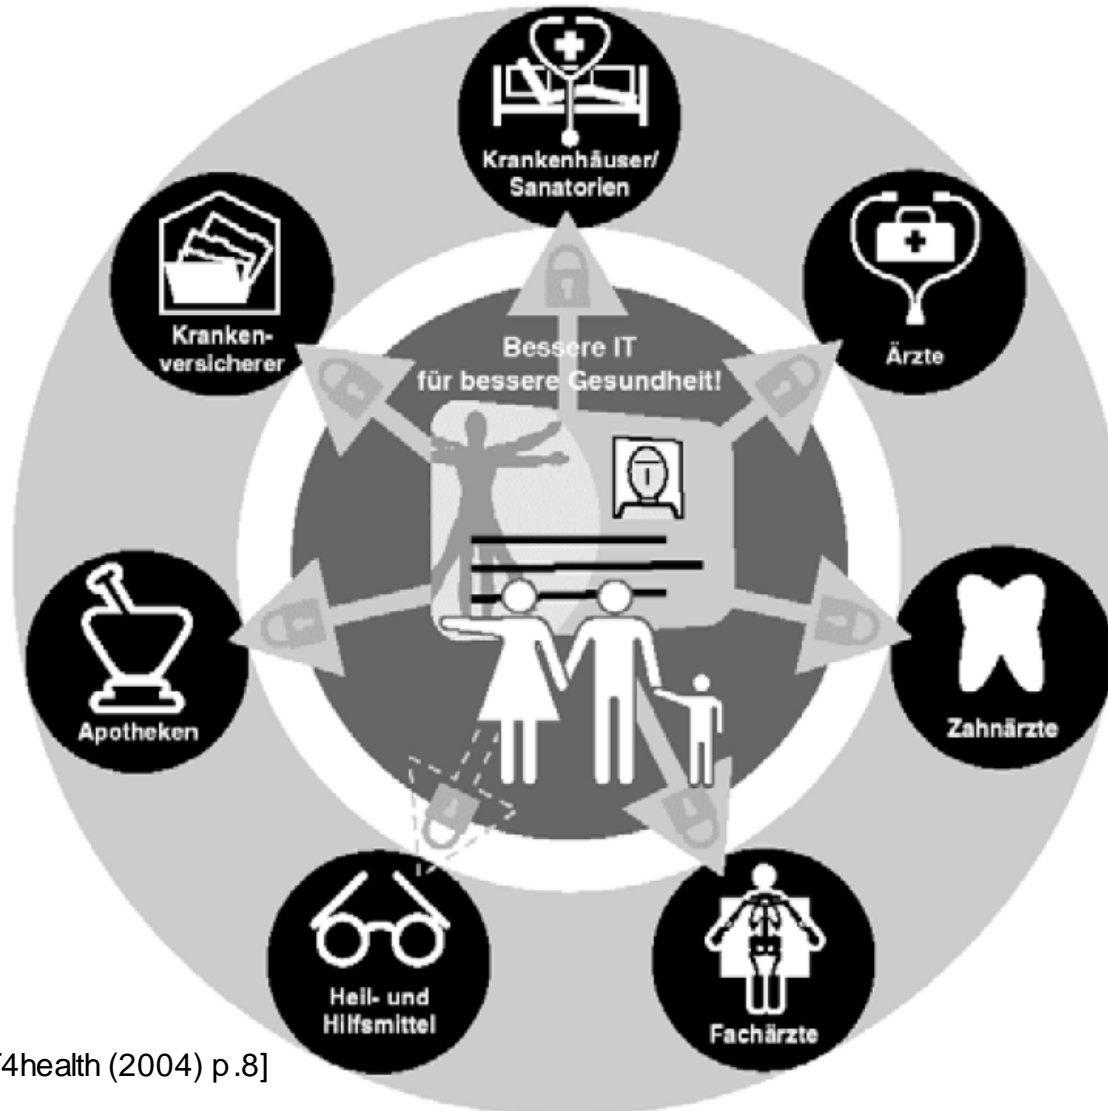 Krankenhäuser/
Sanatorien
Kranken-
versicherer
Ärzte
Bessere IT
für bessere Gesundheit!
Apotheken
Zahnärzte
Heil- und
Hilfsmittel
Fachärzte
4health (2004) p.8]